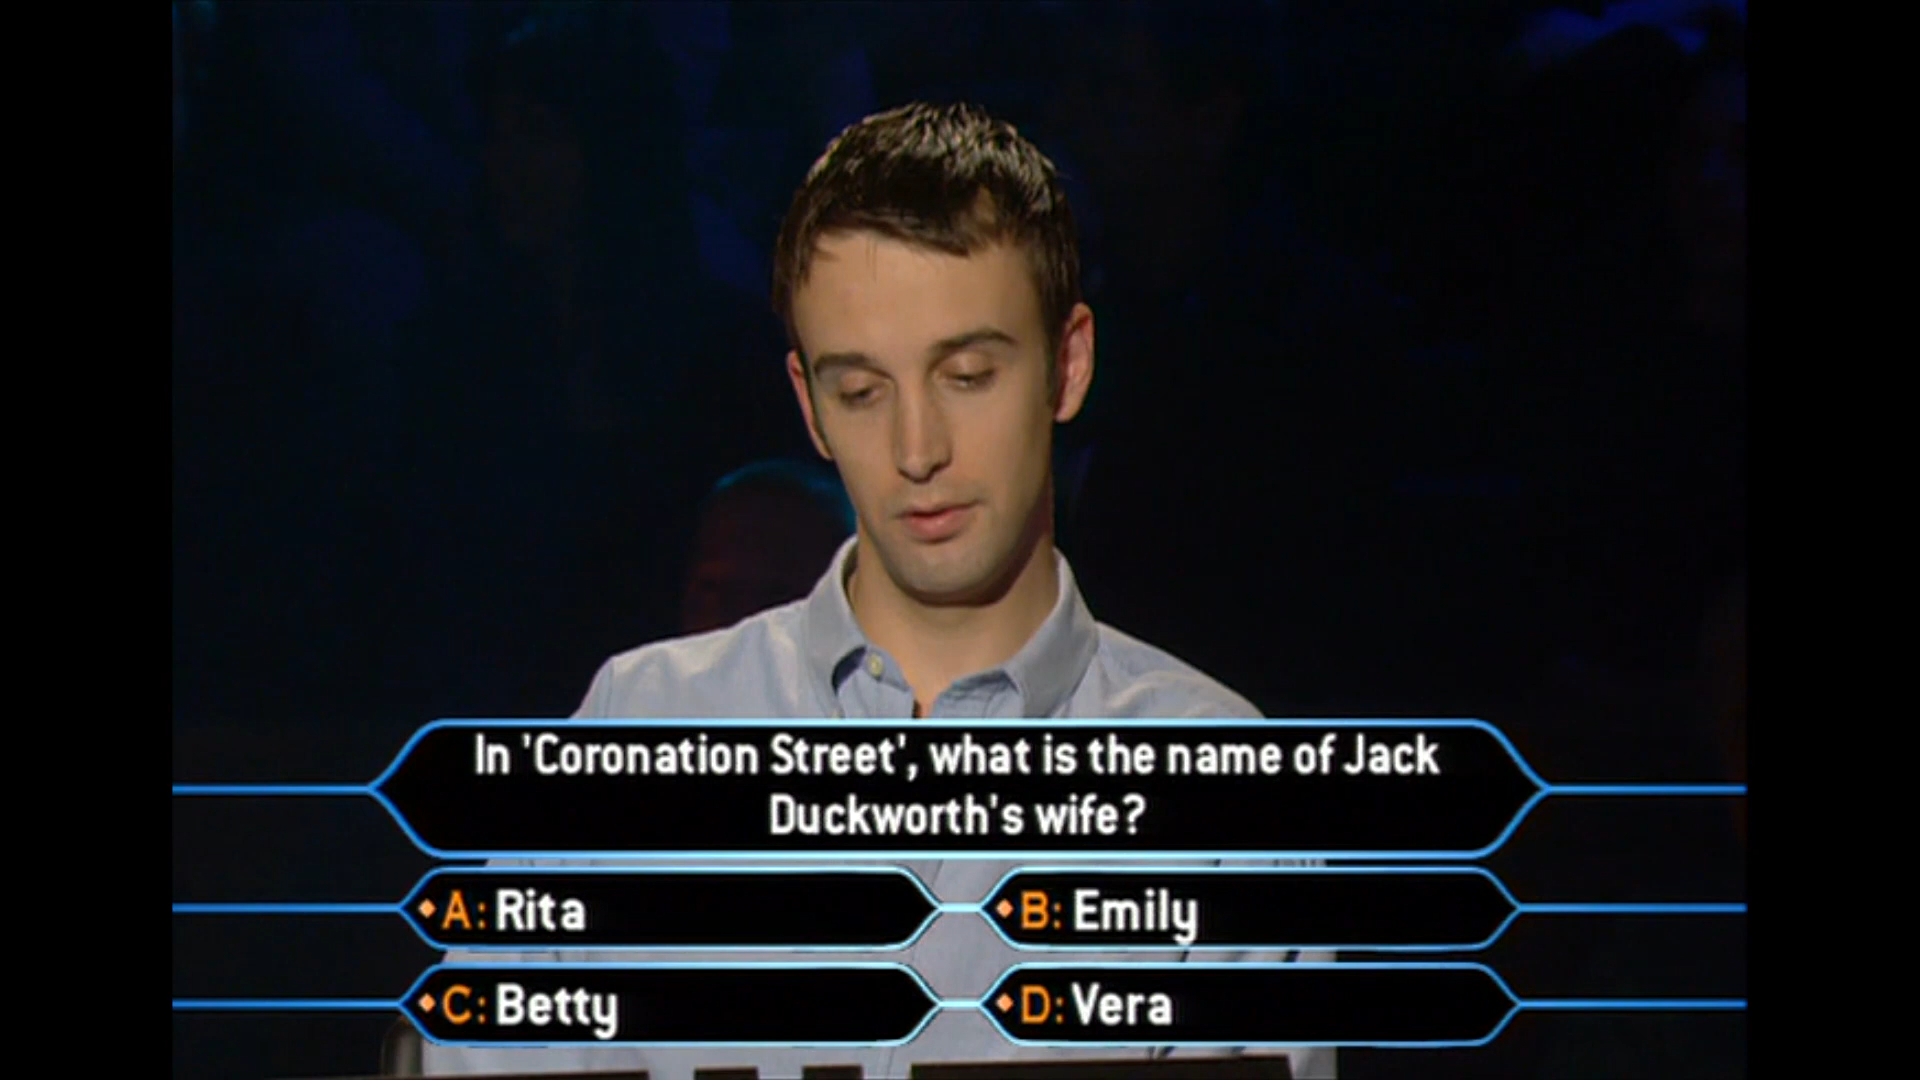 In 'Coronation Street', what is the name of Jack
Duckworth's wife?
A: Rita
B: Emily
C: Betty
D: Vera